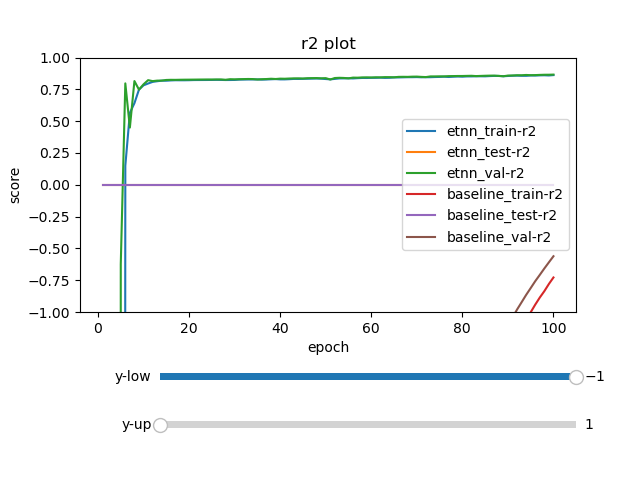 r2 plot
1.00
0.75
0.50
0.25
0.00
−0.25
−0.50
−0.75
−1.00
score
etnn_train-r2
etnn_test-r2
etnn_val-r2
baseline_train-r2
baseline_test-r2
baseline_val-r2
0 20 40 60 80 100
epoch
y-low −1
y-up 1